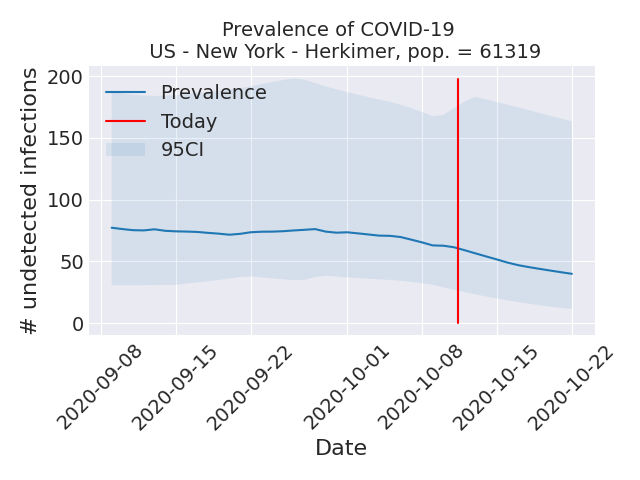 Prevalence of COVID-19
US - New York - Herkimer, pop. = 61319
# undetected infections
200
150
100
50
0
Prevalence
Today
95CI
2020-09-08
2020-09-15
2020-09-22
2020-10-01
2020-10-08
2020-10-15
2020-10-22
Date